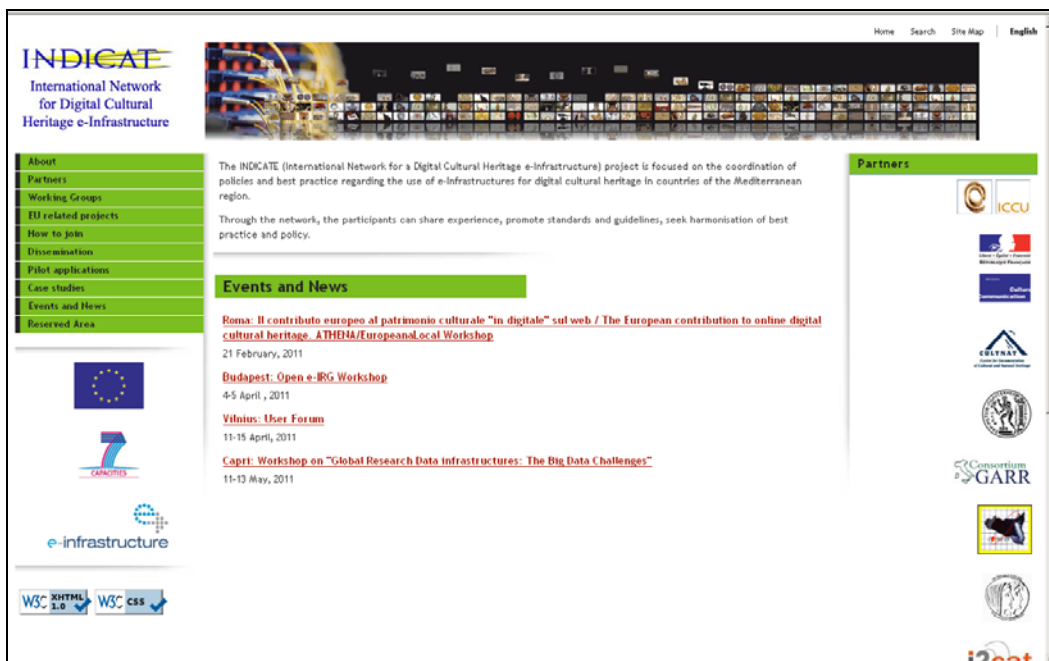 Home Search Site Map English
INDICATE
International Network
for Digital Cultural
Heritage e-Infrastructure
About
Partners
Working Groups
EU related projects
How to join
Dissemination
Pilot applications
Case studies
Events and News
Reserved Area
CAPACITIES
e-infrastructure
W3C XHTML 1.0
W3C CSS
The INDICATE (International Network for a Digital Cultural Heritage e-Infrastructure) project is focused on the coordination of
policies and best practice regarding the use of e-Infrastructures for digital cultural heritage in countries of the Mediterranean
region.
Through the network, the participants can share experience, promote standards and guidelines, seek harmonisation of best
practice and policy.
Events and News
Roma: Il contributo europeo al patrimonio culturale "in digitale" sul web / The European contribution to online digital
cultural heritage. ATHENA/EuropeanaLocal Workshop
21 February, 2011
Budapest: Open e-IRG Workshop
4-5 April , 2011
Vilnius: User Forum
11-15 April, 2011
Capri: Workshop on "Global Research Data infrastructures: The Big Data Challenges"
11-13 May, 2011
Partners
ICCU
Culture
Communication
CULTNAT
Consortium
GARR
i2cat